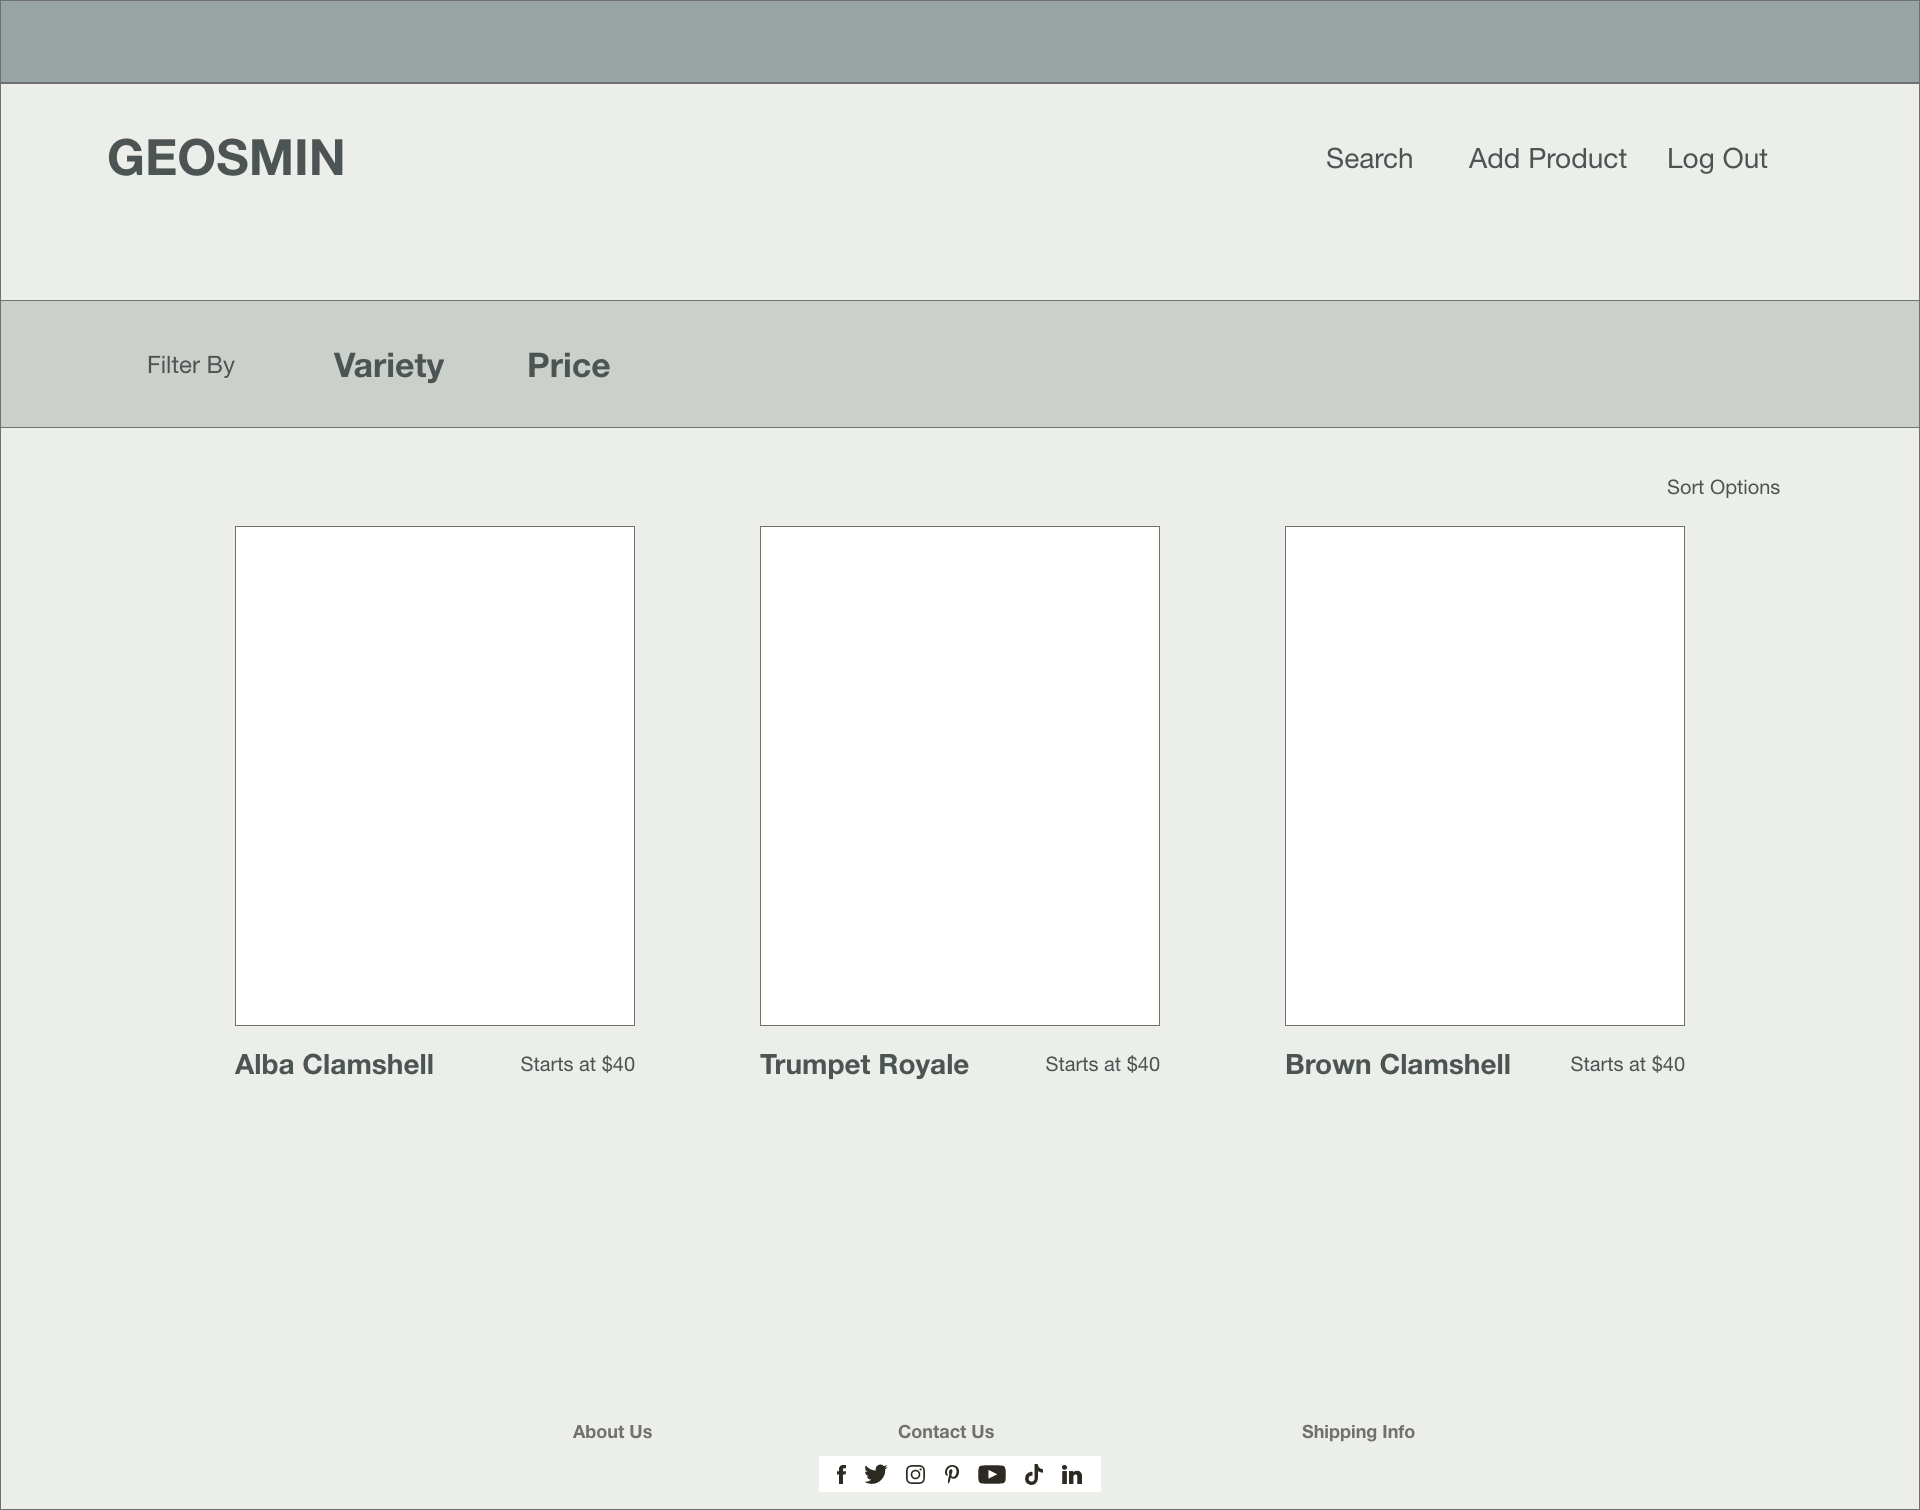 GEOSMIN
Search Add Product Log Out
Filter By Variety Price
Sort Options
Alba Clamshell Starts at $40
Trumpet Royale Starts at $40
Brown Clamshell Starts at $40
About Us Contact Us Shipping Info